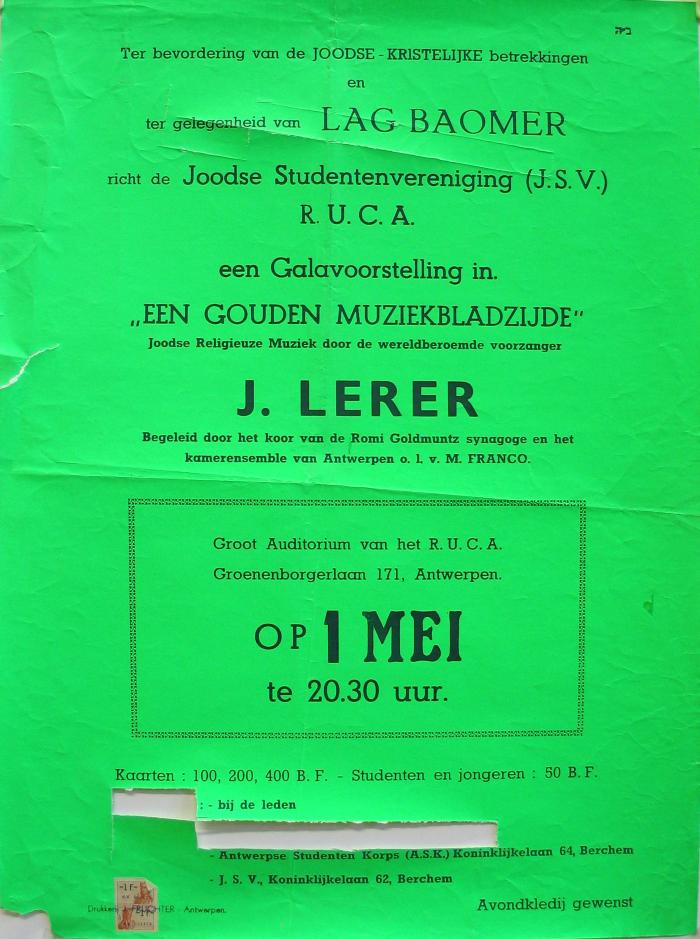 ב״ה
Ter bevordering van de JOODSE - KRISTELIJKE betrekkingen
en
ter gelegenheid van LAG BAOMER
richt de Joodse Studentenvereniging (J.S.V.)
R. U. C. A.
een Galavoorstelling in.
„EEN GOUDEN MUZIEKBLADZIJDE"
Joodse Religieuze Muziek door de wereldberoemde voorzanger
J. LERER
Begeleid door het koor van de Romi Goldmuntz synagoge en het
kamerensemble van Antwerpen o. l. v. M. FRANCO.
Groot Auditorium van het R. U. C. A.
Groenenborgerlaan 171, Antwerpen.
OP 1 MEI
te 20.30 uur.
Kaarten : 100, 200, 400 B. F. - Studenten en jongeren : 50 B. F.
: - bij de leden
- Antwerpse Studenten Korps (A.S.K.) Koninklijkelaan 64, Berchem
- J. S. V., Koninklijkelaan 62, Berchem
-1F-
Drukkerij J. FRUCHTER - Antwerpen.
Avondkledij gewenst